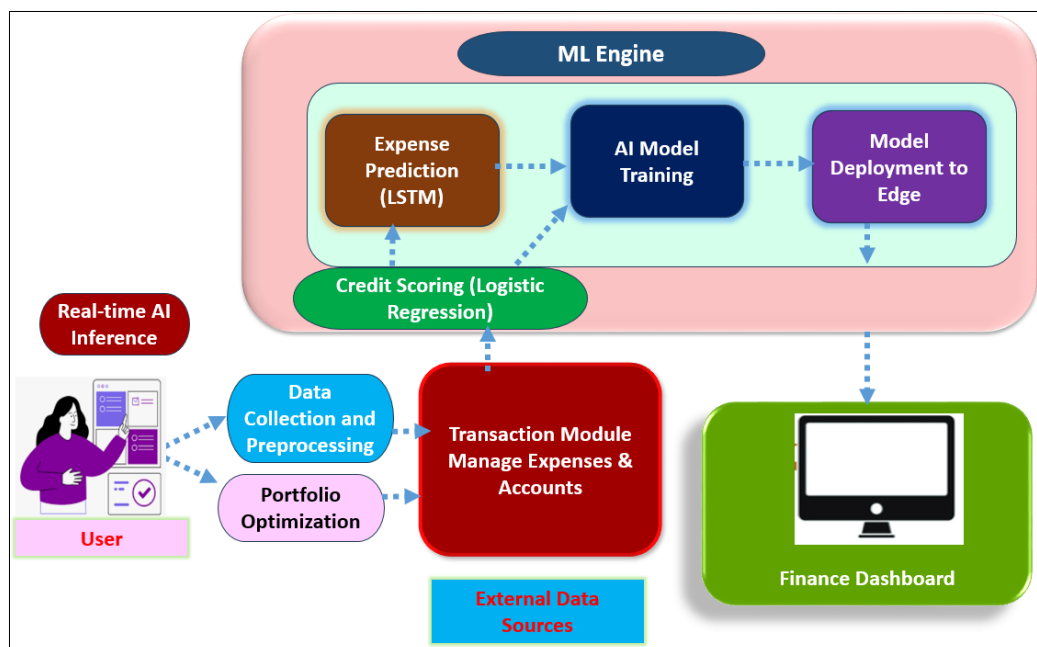 ML Engine
Expense
Prediction
(LSTM)
AI Model
Training
Model
Deployment to
Edge
Credit Scoring (Logistic
Regression)
Real-time AI
Inference
Data
Collection and
Preprocessing
Portfolio
Optimization
User
Transaction Module
Manage Expenses &
Accounts
External Data
Sources
Finance Dashboard